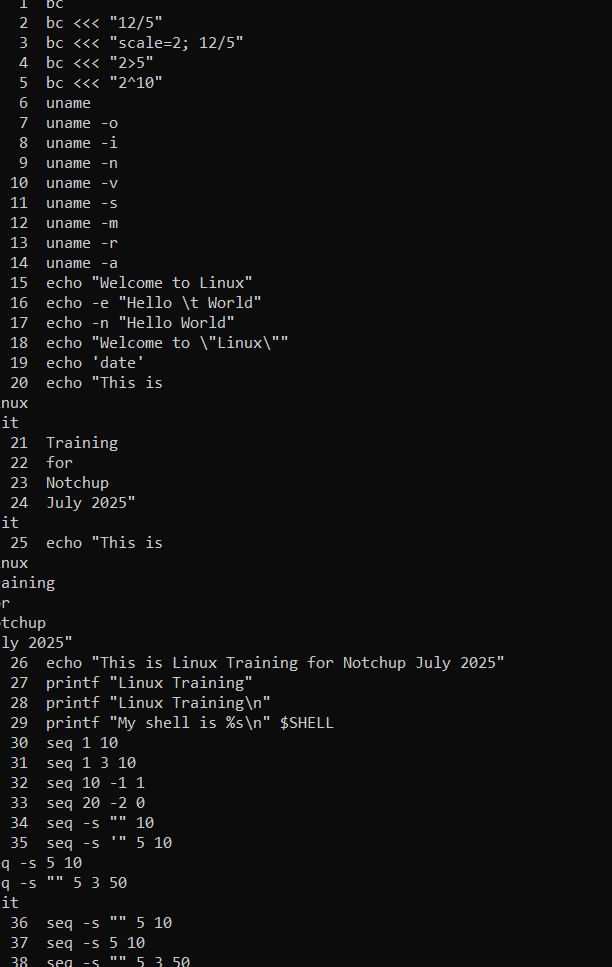 1 bc
2 bc <<< "12/5"
3 bc <<< "scale=2; 12/5"
4 bc <<< "2>5"
5 bc <<< "2^10"
6 uname
7 uname -o
8 uname -i
9 uname -n
10 uname -v
11 uname -s
12 uname -m
13 uname -r
14 uname -a
15 echo "Welcome to Linux"
16 echo -e "Hello \t World"
17 echo -n "Hello World"
18 echo "Welcome to \"Linux\""
19 echo 'date'
20 echo "This is
nux
it
21 Training
22 for
23 Notchup
24 July 2025"
it
25 echo "This is
nux
aining
r
tchup
ly 2025"
26 echo "This is Linux Training for Notchup July 2025"
27 printf "Linux Training"
28 printf "Linux Training\n"
29 printf "My shell is %s\n" $SHELL
30 seq 1 10
31 seq 1 3 10
32 seq 10 -1 1
33 seq 20 -2 0
34 seq -s "" 10
35 seq -s '" 5 10
q -s 5 10
q -s "" 5 3 50
it
36 seq -s "" 5 10
37 seq -s 5 10
38 seq -s "" 5 3 50